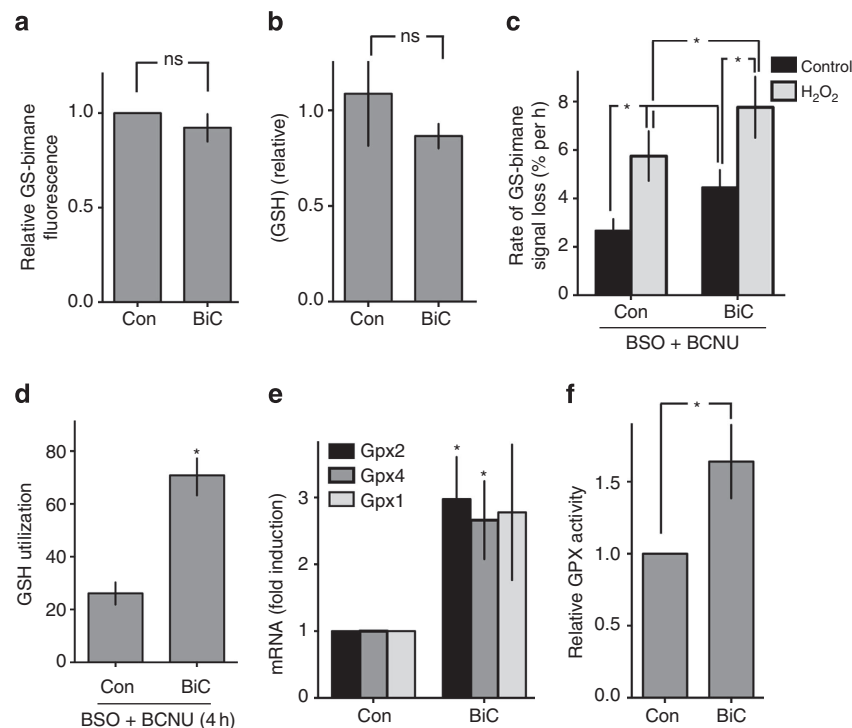 a
ns
Relative GS-bimane
fluorescence
1.0
0.5
0.0
Con BiC
b
ns
(GSH) (relative)
1.0
0.5
0.0
Con BiC
c
*
*
*
Control
H₂O₂
Rate of GS-bimane
signal loss (% per h)
8
6
4
2
0
Con BiC
BSO + BCNU
d
GSH utilization
80
60
40
20
0
*
Con BiC
BSO + BCNU (4 h)
e
Gpx2
Gpx4
Gpx1
* *
mRNA (fold induction)
3
2
1
0
Con BiC
f
*
Relative GPX activity
1.5
1.0
0.5
0.0
Con BiC